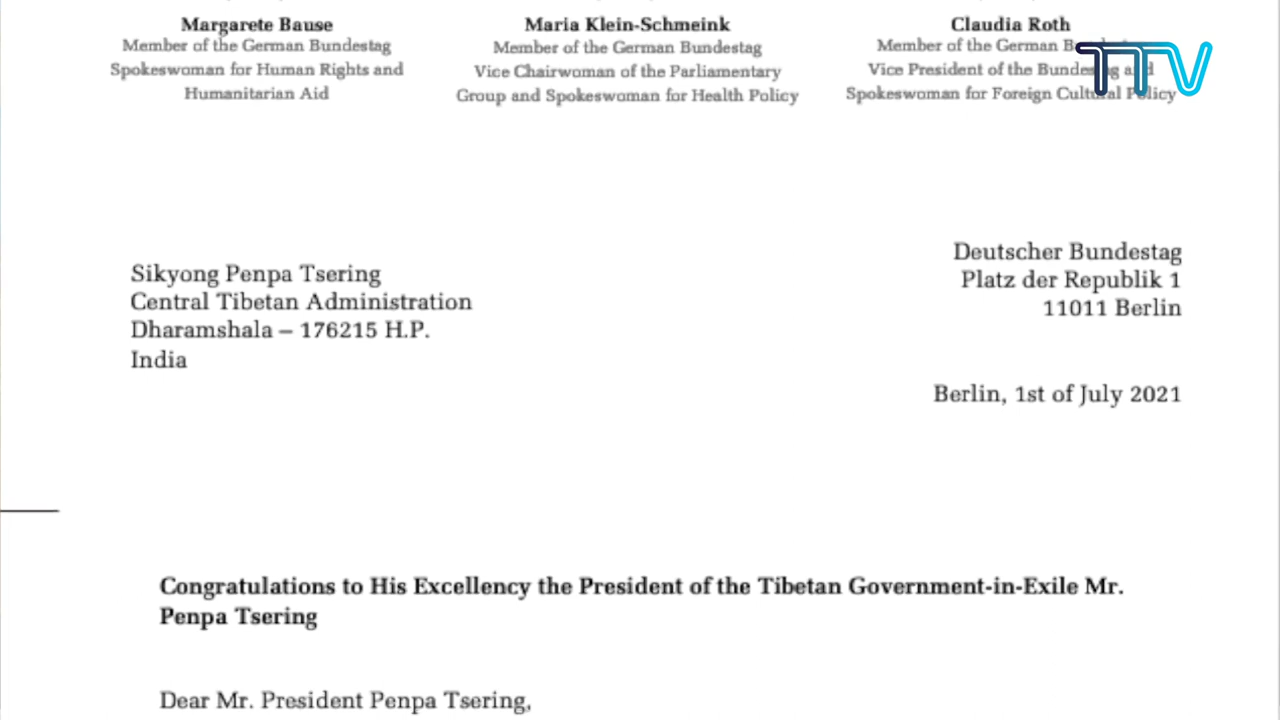 Margarete Bause
Member of the German Bundestag
Spokeswoman for Human Rights and
Humanitarian Aid
Maria Klein-Schmeink
Member of the German Bundestag
Vice Chairwoman of the Parliamentary
Group and Spokeswoman for Health Policy
Claudia Roth
Member of the German Bundestag
Vice President of the Bundestag and
Spokeswoman for Foreign Cultural Policy
TTV
Sikyong Penpa Tsering
Central Tibetan Administration
Dharamshala – 176215 H.P.
India
Deutscher Bundestag
Platz der Republik 1
11011 Berlin
Berlin, 1st of July 2021
Congratulations to His Excellency the President of the Tibetan Government-in-Exile Mr.
Penpa Tsering
Dear Mr. President Penpa Tsering,